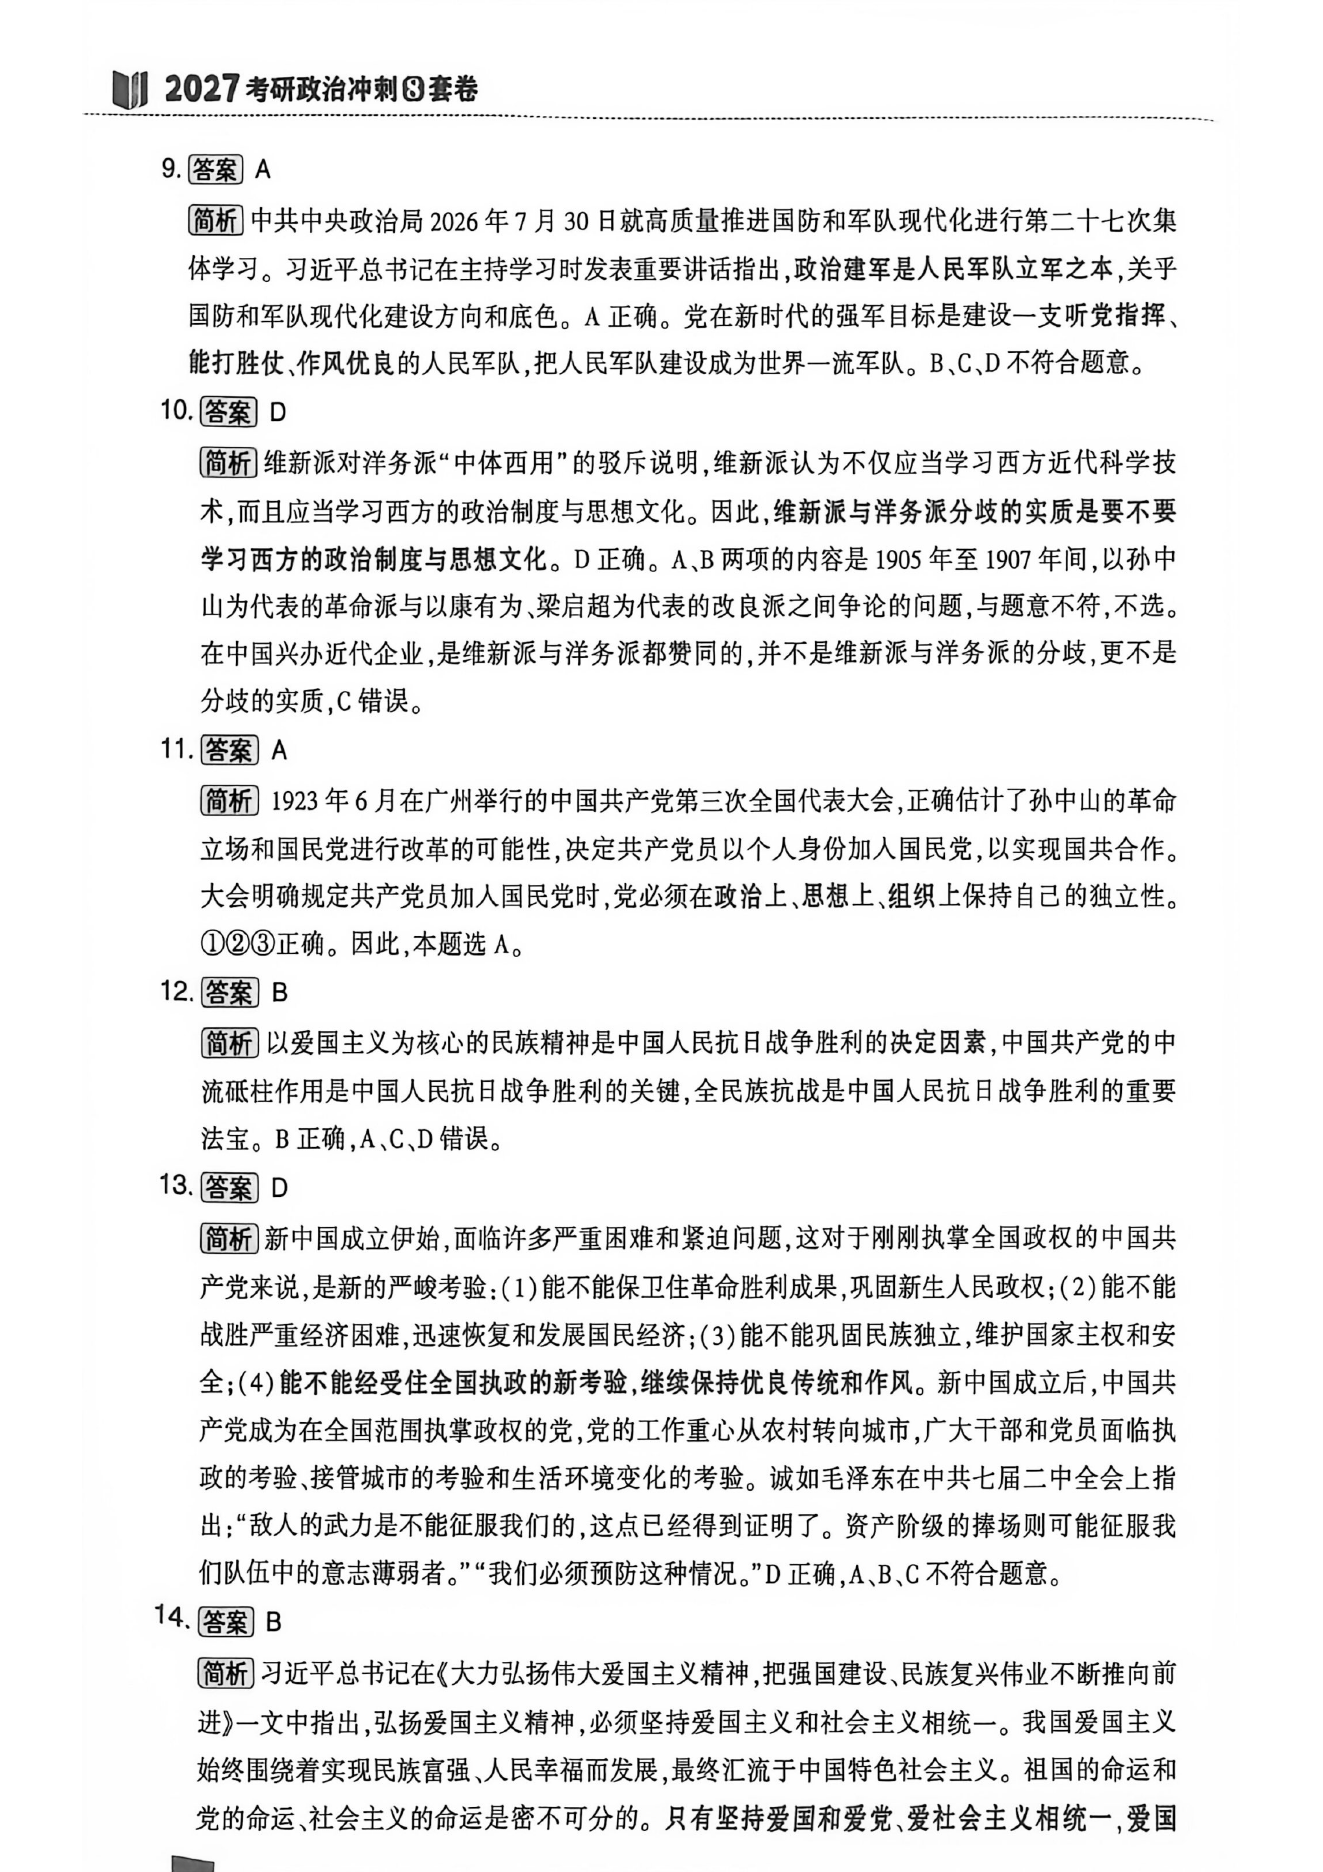 2027考研政治冲刺8套卷
9. 答案 A
简析 中共中央政治局 2026 年 7 月 30 日就高质量推进国防和军队现代化进行第二十七次集
体学习。习近平总书记在主持学习时发表重要讲话指出,政治建军是人民军队立军之本,关乎
国防和军队现代化建设方向和底色。A 正确。党在新时代的强军目标是建设一支听党指挥、
能打胜仗、作风优良的人民军队,把人民军队建设成为世界一流军队。B、C、D 不符合题意。
10. 答案 D
简析 维新派对洋务派“中体西用”的驳斥说明,维新派认为不仅应当学习西方近代科学技
术,而且应当学习西方的政治制度与思想文化。因此,维新派与洋务派分歧的实质是要不要
学习西方的政治制度与思想文化。D 正确。A、B 两项的内容是 1905 年至 1907 年间,以孙中
山为代表的革命派与以康有为、梁启超为代表的改良派之间争论的问题,与题意不符,不选。
在中国兴办近代企业,是维新派与洋务派都赞同的,并不是维新派与洋务派的分歧,更不是
分歧的实质,C 错误。
11. 答案 A
简析 1923 年 6 月在广州举行的中国共产党第三次全国代表大会,正确估计了孙中山的革命
立场和国民党进行改革的可能性,决定共产党员以个人身份加入国民党,以实现国共合作。
大会明确规定共产党员加入国民党时,党必须在政治上、思想上、组织上保持自己的独立性。
①②③正确。因此,本题选 A。
12. 答案 B
简析 以爱国主义为核心的民族精神是中国人民抗日战争胜利的决定因素,中国共产党的中
流砥柱作用是中国人民抗日战争胜利的关键,全民族抗战是中国人民抗日战争胜利的重要
法宝。B 正确,A、C、D 错误。
13. 答案 D
简析 新中国成立伊始,面临许多严重困难和紧迫问题,这对于刚刚执掌全国政权的中国共
产党来说,是新的严峻考验:(1)能不能保卫住革命胜利成果,巩固新生人民政权;(2)能不能
战胜严重经济困难,迅速恢复和发展国民经济;(3)能不能巩固民族独立,维护国家主权和安
全;(4)能不能经受住全国执政的新考验,继续保持优良传统和作风。新中国成立后,中国共
产党成为在全国范围执掌政权的党,党的工作重心从农村转向城市,广大干部和党员面临执
政的考验、接管城市的考验和生活环境变化的考验。诚如毛泽东在中共七届二中全会上指
出:“敌人的武力是不能征服我们的,这点已经得到证明了。资产阶级的捧场则可能征服我
们队伍中的意志薄弱者。”“我们必须预防这种情况。”D 正确,A、B、C 不符合题意。
14. 答案 B
简析 习近平总书记在《大力弘扬伟大爱国主义精神,把强国建设、民族复兴伟业不断推向前
进》一文中指出,弘扬爱国主义精神,必须坚持爱国主义和社会主义相统一。我国爱国主义
始终围绕着实现民族富强、人民幸福而发展,最终汇流于中国特色社会主义。祖国的命运和
党的命运、社会主义的命运是密不可分的。只有坚持爱国和爱党、爱社会主义相统一,爱国